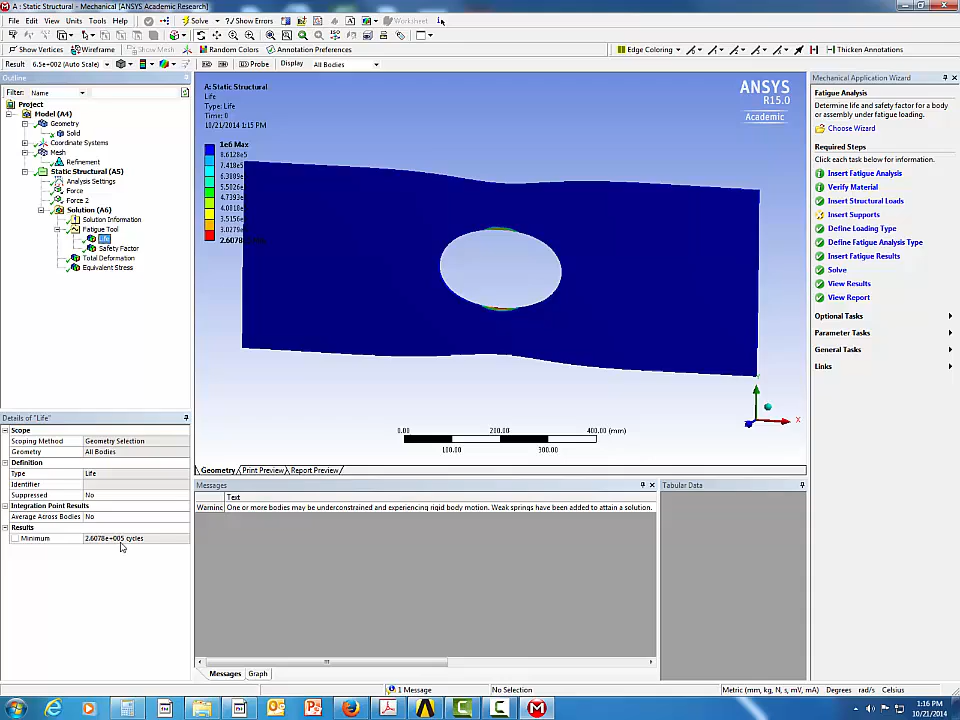 A : Static Structural - Mechanical [ANSYS Academic Research]
File Edit View Units Tools Help Solve Show Errors Worksheet
Show Vertices Wireframe Show Mesh Random Colors Annotation Preferences Edge Coloring Thicken Annotations
Result 6.5e+002 (Auto Scale) Probe Display All Bodies
Outline
Filter: Name
Project
Model (A4)
Geometry
Solid
Coordinate Systems
Mesh
Refinement
Static Structural (A5)
Analysis Settings
Force
Force 2
Solution (A6)
Solution Information
Fatigue Tool
Life
Safety Factor
Total Deformation
Equivalent Stress
Details of "Life"
Scope
Scoping Method Geometry Selection
Geometry All Bodies
Definition
Type Life
Identifier
Suppressed No
Integration Point Results
Average Across Bodies No
Results
Minimum 2.6078e+005 cycles
A: Static Structural
Life
Type: Life
Time: 0
10/21/2014 1:15 PM
1e6 Max
8.6128e5
7.418e5
6.3889e5
5.5026e5
4.7393e5
4.0818e5
3.5156e5
3.0279e5
2.6078
ANSYS
R15.0
Academic
0.00 200.00 400.00 (mm)
100.00 300.00
Y
X
Geometry Print Preview Report Preview
Messages
Text
Warning One or more bodies may be underconstrained and experiencing rigid body motion. Weak springs have been added to attain a solution.
Messages Graph
Tabular Data
Mechanical Application Wizard
Fatigue Analysis
Determine life and safety factor for a body
or assembly under fatigue loading.
Choose Wizard
Required Steps
Click each task below for information.
Insert Fatigue Analysis
Verify Material
Insert Structural Loads
Insert Supports
Define Loading Type
Define Fatigue Analysis Type
Insert Fatigue Results
Solve
View Results
View Report
Optional Tasks
Parameter Tasks
General Tasks
Links
1 Message No Selection Metric (mm, kg, N, s, mV, mA) Degrees rad/s Celsius
1:16 PM
10/21/2014